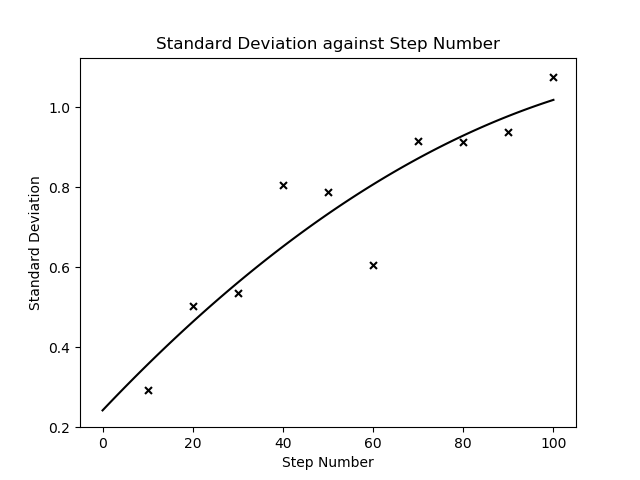 Standard Deviation against Step Number
1.0
0.8
0.6
0.4
0.2
Standard Deviation
0 20 40 60 80 100
Step Number